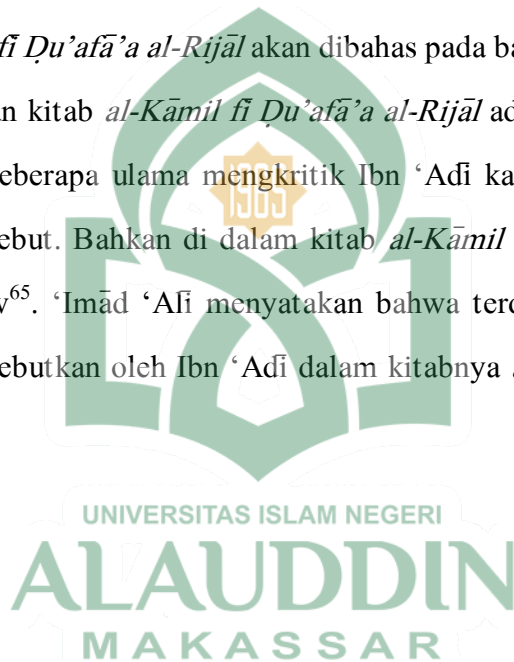 fī Ḍu’afā’a al-Rijāl akan dibahas pada ba
n kitab al-Kāmil fī Ḍu’afā’a al-Rijāl ad
eberapa ulama mengkritik Ibn ‘Adī ka
ebut. Bahkan di dalam kitab al-Kāmil
v⁶⁵. ‘Imād ‘Alī menyatakan bahwa terd
ebutkan oleh Ibn ‘Adī dalam kitabnya
1965
UNIVERSITAS ISLAM NEGERI
ALAUDDIN
MAKASSAR